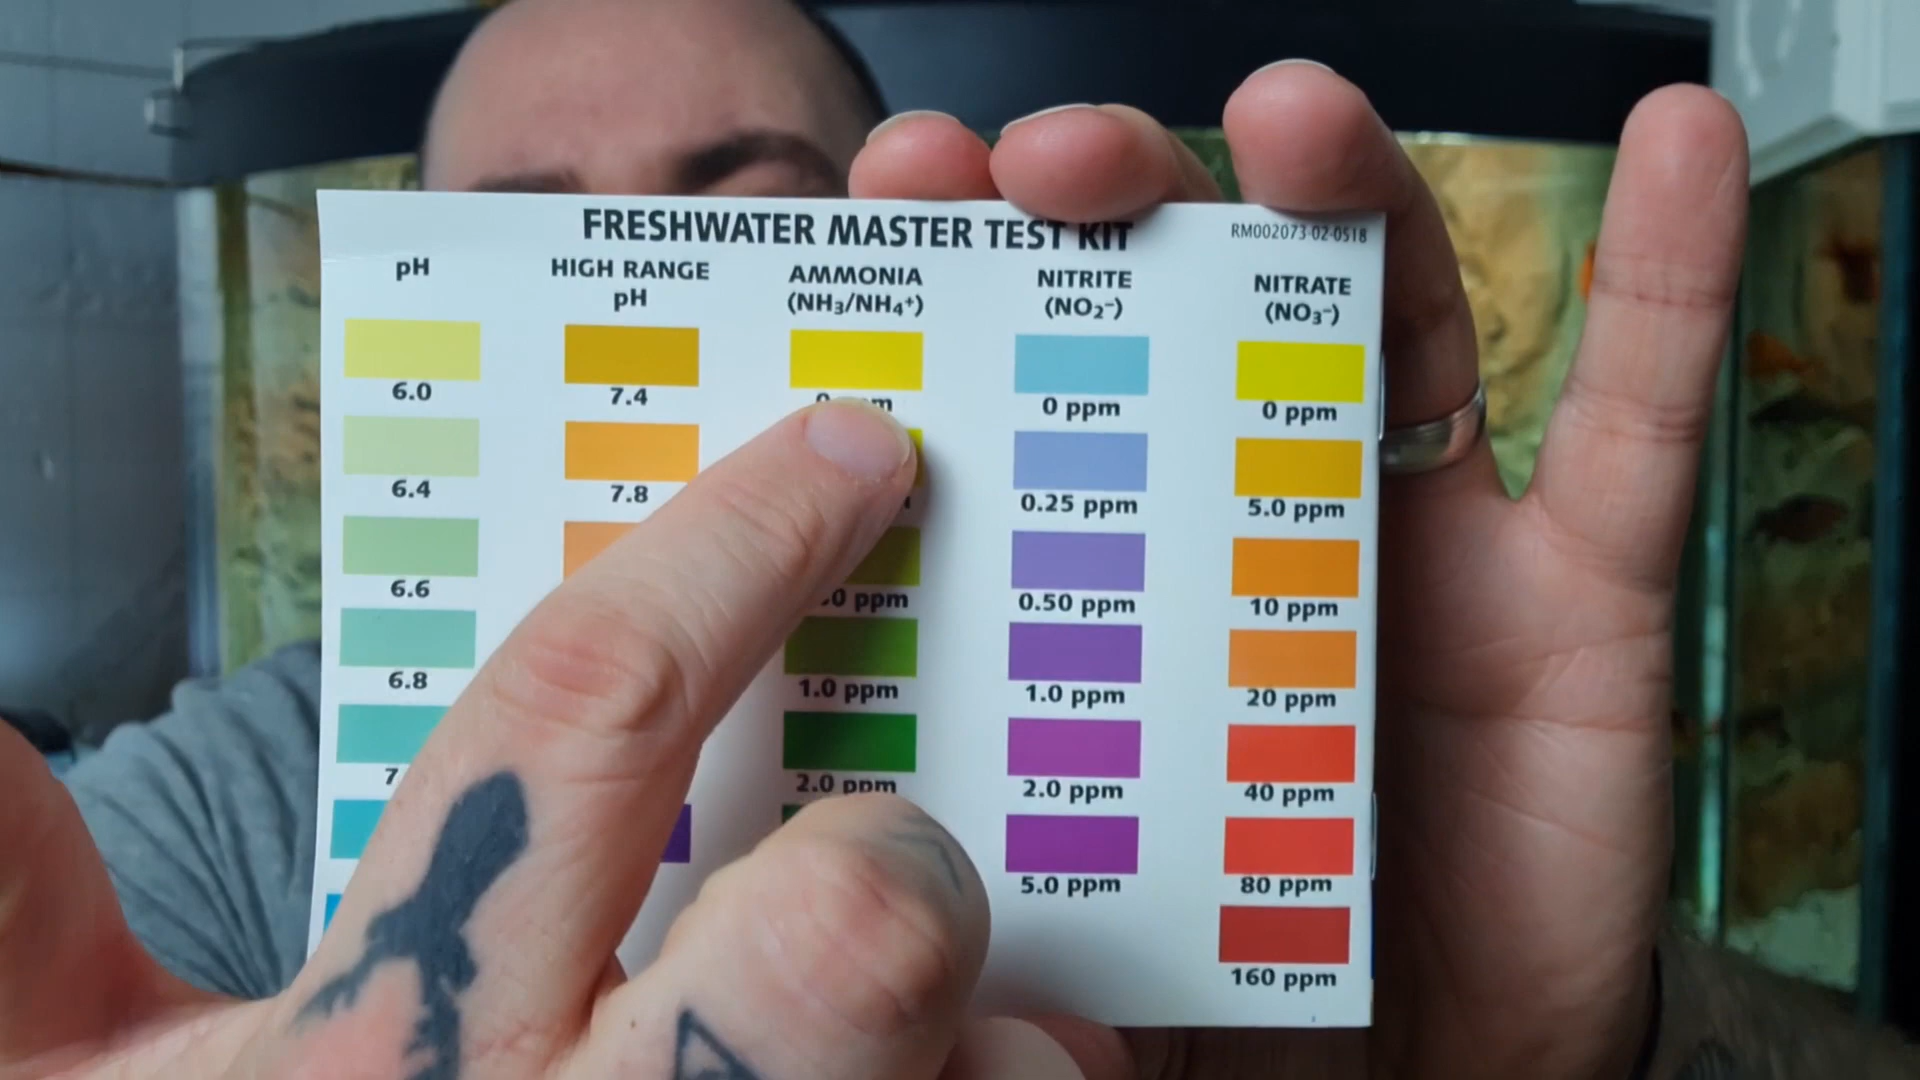 FRESHWATER MASTER TEST KIT
RM002073-02-0518
pH
HIGH RANGE
pH
AMMONIA
(NH₃/NH₄⁺)
NITRITE
(NO₂⁻)
NITRATE
(NO₃⁻)
6.0
7.4
0 ppm
0 ppm
6.4
7.8
0.25 ppm
5.0 ppm
6.6
ppm
0.50 ppm
10 ppm
6.8
1.0 ppm
1.0 ppm
20 ppm
2.0 ppm
2.0 ppm
40 ppm
5.0 ppm
80 ppm
160 ppm